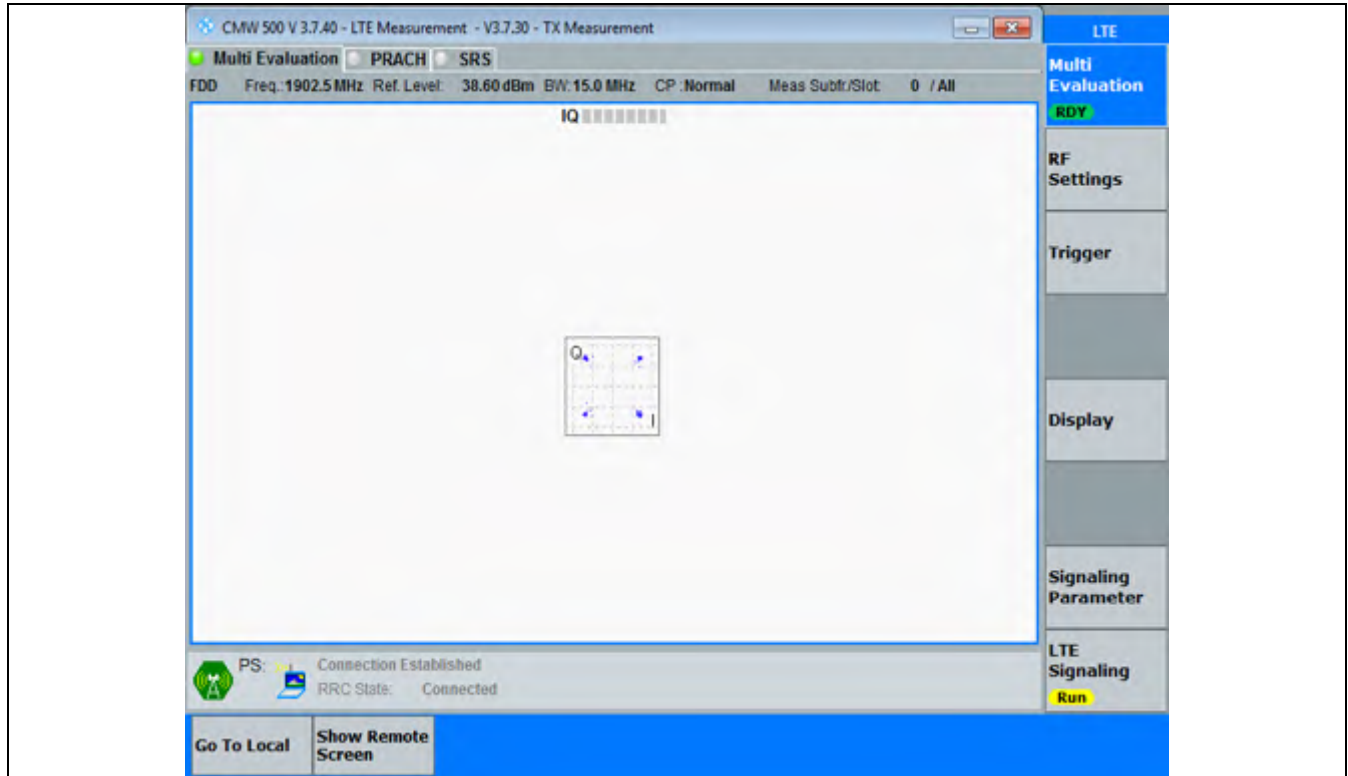 CMW 500 V 3.7.40 - LTE Measurement - V3.7.30 - TX Measurement
LTE
Multi Evaluation PRACH SRS
FDD Freq.:1902.5 MHz Ref. Level: 38.60 dBm BW:15.0 MHz CP :Normal Meas Subfr./Slot: 0 / All
IQ
Q
I
Multi
Evaluation
RDY
RF
Settings
Trigger
Display
Signaling
Parameter
LTE
Signaling
Run
PS: Connection Established
RRC State: Connected
Go To Local
Show Remote
Screen